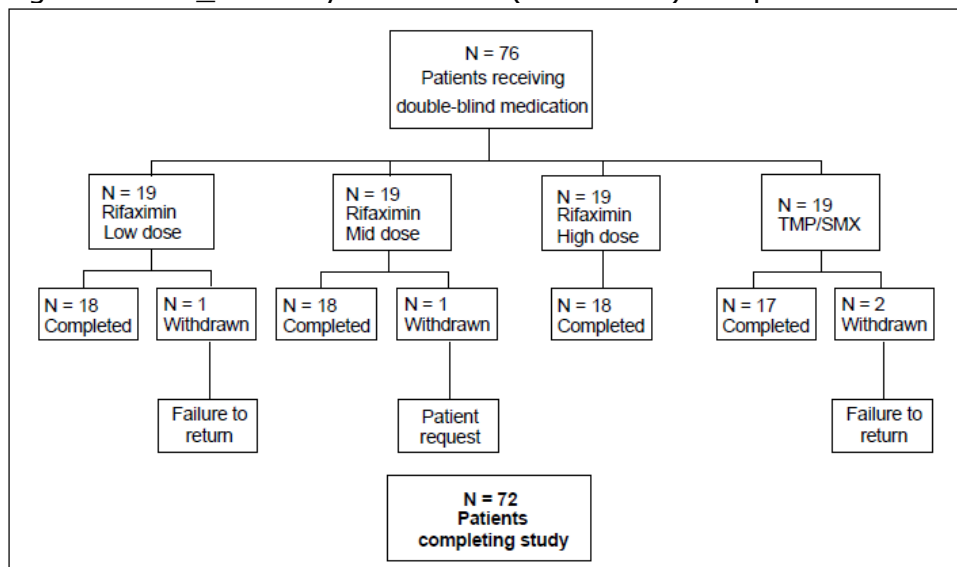 N = 76
Patients receiving
double-blind medication
N = 19
Rifaximin
Low dose
N = 19
Rifaximin
Mid dose
N = 19
Rifaximin
High dose
N = 19
TMP/SMX
N = 18
Completed
N = 1
Withdrawn
N = 18
Completed
N = 1
Withdrawn
N = 18
Completed
N = 17
Completed
N = 2
Withdrawn
Failure to
return
Patient
request
Failure to
return
N = 72
Patients
completing study